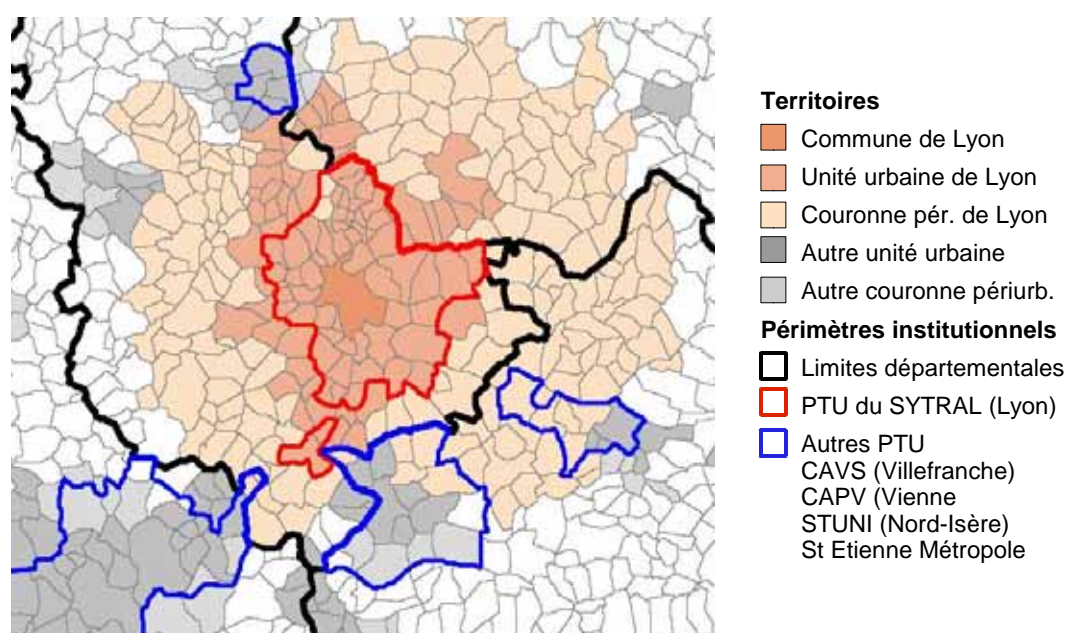 Territoires
Commune de Lyon
Unité urbaine de Lyon
Couronne pér. de Lyon
Autre unité urbaine
Autre couronne périurb.
Périmètres institutionnels
Limites départementales
PTU du SYTRAL (Lyon)
Autres PTU
CAVS (Villefranche)
CAPV (Vienne
STUNI (Nord-Isère)
St Etienne Métropole